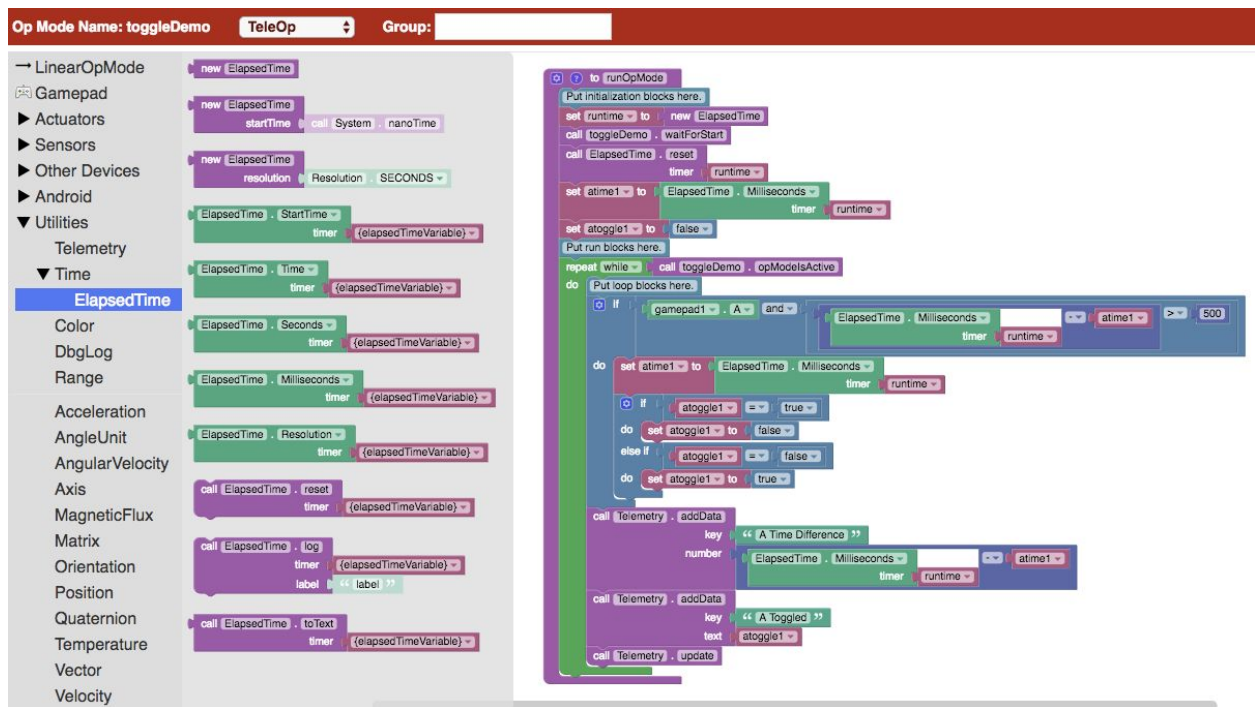 Op Mode Name: toggleDemo TeleOp Group:
LinearOpMode
Gamepad
Actuators
Sensors
Other Devices
Android
Utilities
Telemetry
Time
ElapsedTime
Color
DbgLog
Range
Acceleration
AngleUnit
AngularVelocity
Axis
MagneticFlux
Matrix
Orientation
Position
Quaternion
Temperature
Vector
Velocity
new ElapsedTime
new ElapsedTime
startTime call System . nanoTime
new ElapsedTime
resolution Resolution . SECONDS
ElapsedTime . StartTime
timer {elapsedTimeVariable}
ElapsedTime . Time
timer {elapsedTimeVariable}
ElapsedTime . Seconds
timer {elapsedTimeVariable}
ElapsedTime . Milliseconds
timer {elapsedTimeVariable}
ElapsedTime . Resolution
timer {elapsedTimeVariable}
call ElapsedTime . reset
timer {elapsedTimeVariable}
call ElapsedTime . log
timer {elapsedTimeVariable}
label “ label ”
call ElapsedTime . toText
timer {elapsedTimeVariable}
? to runOpMode
Put initialization blocks here.
set runtime to new ElapsedTime
call toggleDemo . waitForStart
call ElapsedTime . reset
timer runtime
set atime1 to ElapsedTime . Milliseconds
timer runtime
set atoggle1 to false
Put run blocks here.
repeat while call toggleDemo . opModeIsActive
do Put loop blocks here.
if gamepad1 . A and ElapsedTime . Milliseconds - atime1 > 500
timer runtime
do set atime1 to ElapsedTime . Milliseconds
timer runtime
if atoggle1 = true
do set atoggle1 to false
else if atoggle1 = false
do set atoggle1 to true
call Telemetry . addData
key “ A Time Difference ”
number ElapsedTime . Milliseconds - atime1
timer runtime
call Telemetry . addData
key “ A Toggled ”
text atoggle1
call Telemetry . update